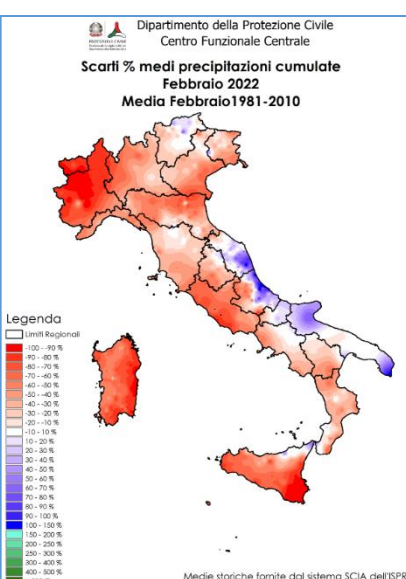 Dipartimento della Protezione Civile
Centro Funzionale Centrale
Scarti % medi precipitazioni cumulate
Febbraio 2022
Media Febbraio1981-2010
Legenda
Limiti Regionali
-100 - -90 %
-90 - -80 %
-80 - -70 %
-70 - -60 %
-60 - -50 %
-50 - -40 %
-40 - -30 %
-30 - -20 %
-20 - -10 %
-10 - 10 %
10 - 20 %
20 - 30 %
30 - 40 %
40 - 50 %
50 - 60 %
60 - 70 %
70 - 80 %
80 - 90 %
90 - 100 %
100 - 150 %
150 - 200 %
200 - 250 %
250 - 300 %
300 - 400 %
400 - 500 %
Medie storiche fornite dal sistema SCIA dell'ISPR